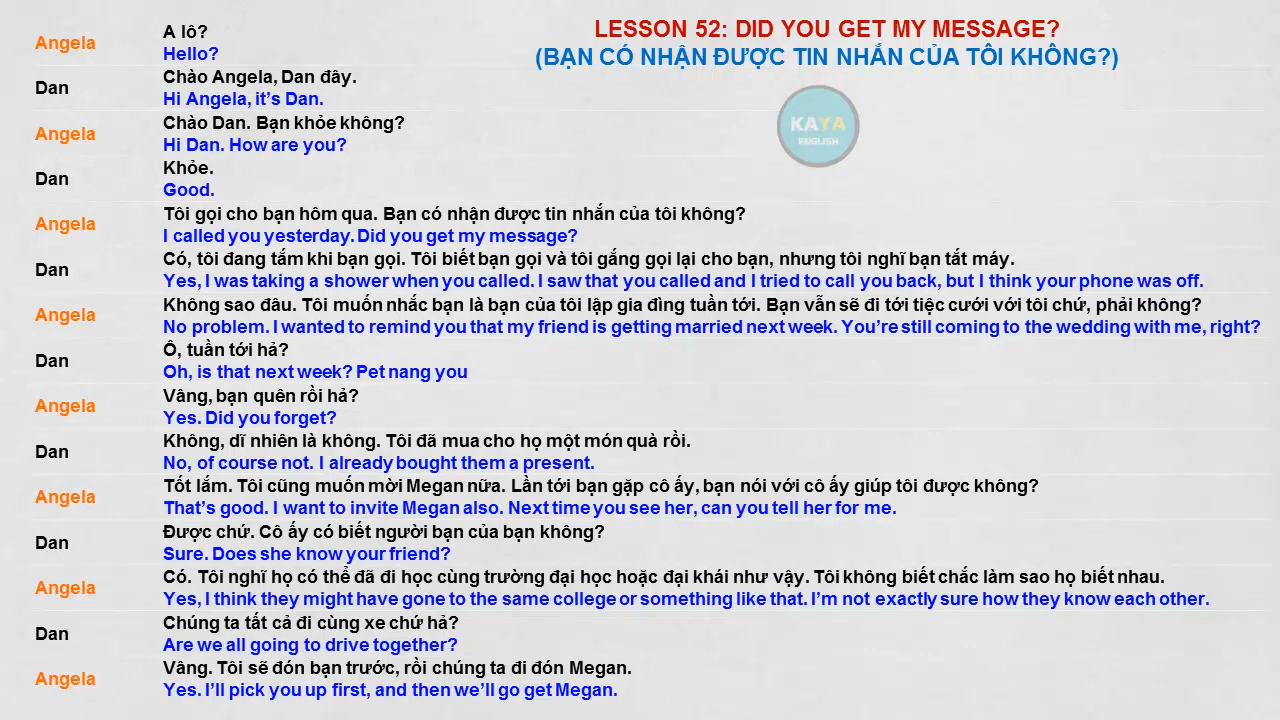 LESSON 52: DID YOU GET MY MESSAGE?
(BẠN CÓ NHẬN ĐƯỢC TIN NHẮN CỦA TÔI KHÔNG?)
KAYA
ENGLISH
Angela
A lô?
Hello?
Dan
Chào Angela, Dan đây.
Hi Angela, it's Dan.
Angela
Chào Dan. Bạn khỏe không?
Hi Dan. How are you?
Dan
Khỏe.
Good.
Angela
Tôi gọi cho bạn hôm qua. Bạn có nhận được tin nhắn của tôi không?
I called you yesterday. Did you get my message?
Dan
Có, tôi đang tắm khi bạn gọi. Tôi biết bạn gọi và tôi gắng gọi lại cho bạn, nhưng tôi nghĩ bạn tắt máy.
Yes, I was taking a shower when you called. I saw that you called and I tried to call you back, but I think your phone was off.
Angela
Không sao đâu. Tôi muốn nhắc bạn là bạn của tôi lập gia đìng tuần tới. Bạn vẫn sẽ đi tới tiệc cưới với tôi chứ, phải không?
No problem. I wanted to remind you that my friend is getting married next week. You're still coming to the wedding with me, right?
Dan
Ô, tuần tới hả?
Oh, is that next week? Pet nang you
Angela
Vâng, bạn quên rồi hả?
Yes. Did you forget?
Dan
Không, dĩ nhiên là không. Tôi đã mua cho họ một món quà rồi.
No, of course not. I already bought them a present.
Angela
Tốt lắm. Tôi cũng muốn mời Megan nữa. Lần tới bạn gặp cô ấy, bạn nói với cô ấy giúp tôi được không?
That's good. I want to invite Megan also. Next time you see her, can you tell her for me.
Dan
Được chứ. Cô ấy có biết người bạn của bạn không?
Sure. Does she know your friend?
Angela
Có. Tôi nghĩ họ có thể đã đi học cùng trường đại học hoặc đại khái như vậy. Tôi không biết chắc làm sao họ biết nhau.
Yes, I think they might have gone to the same college or something like that. I'm not exactly sure how they know each other.
Dan
Chúng ta tất cả đi cùng xe chứ hả?
Are we all going to drive together?
Angela
Vâng. Tôi sẽ đón bạn trước, rồi chúng ta đi đón Megan.
Yes. I'll pick you up first, and then we'll go get Megan.